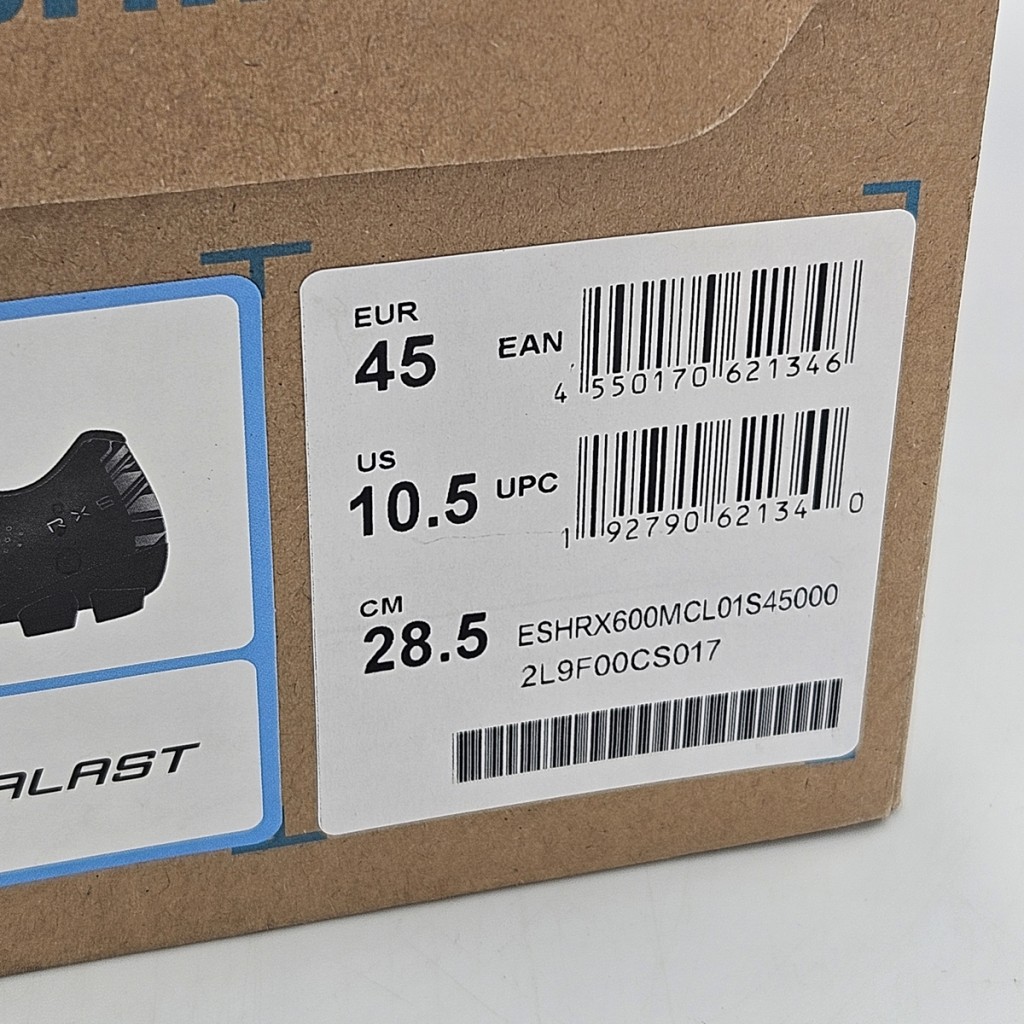 EUR
45
EAN
4 550170 621346
US
10.5
UPC
1 92790 62134 0
CM
28.5
ESHRX600MCL01S45000
2L9F00CS017
RX6
ALAST